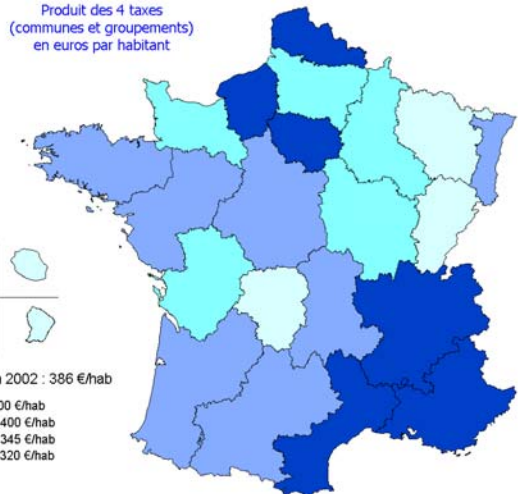 Produit des 4 taxes
(communes et groupements)
en euros par habitant
2002 : 386 €/hab
€/hab
400 €/hab
345 €/hab
320 €/hab